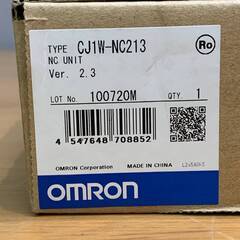 TYPE CJ1W-NC213
NC UNIT
Ver. 2.3
Ro
LOT No. 100720M QTY. 1
4 547648 708852
OMRON Corporation MADE IN CHINA
OMRON